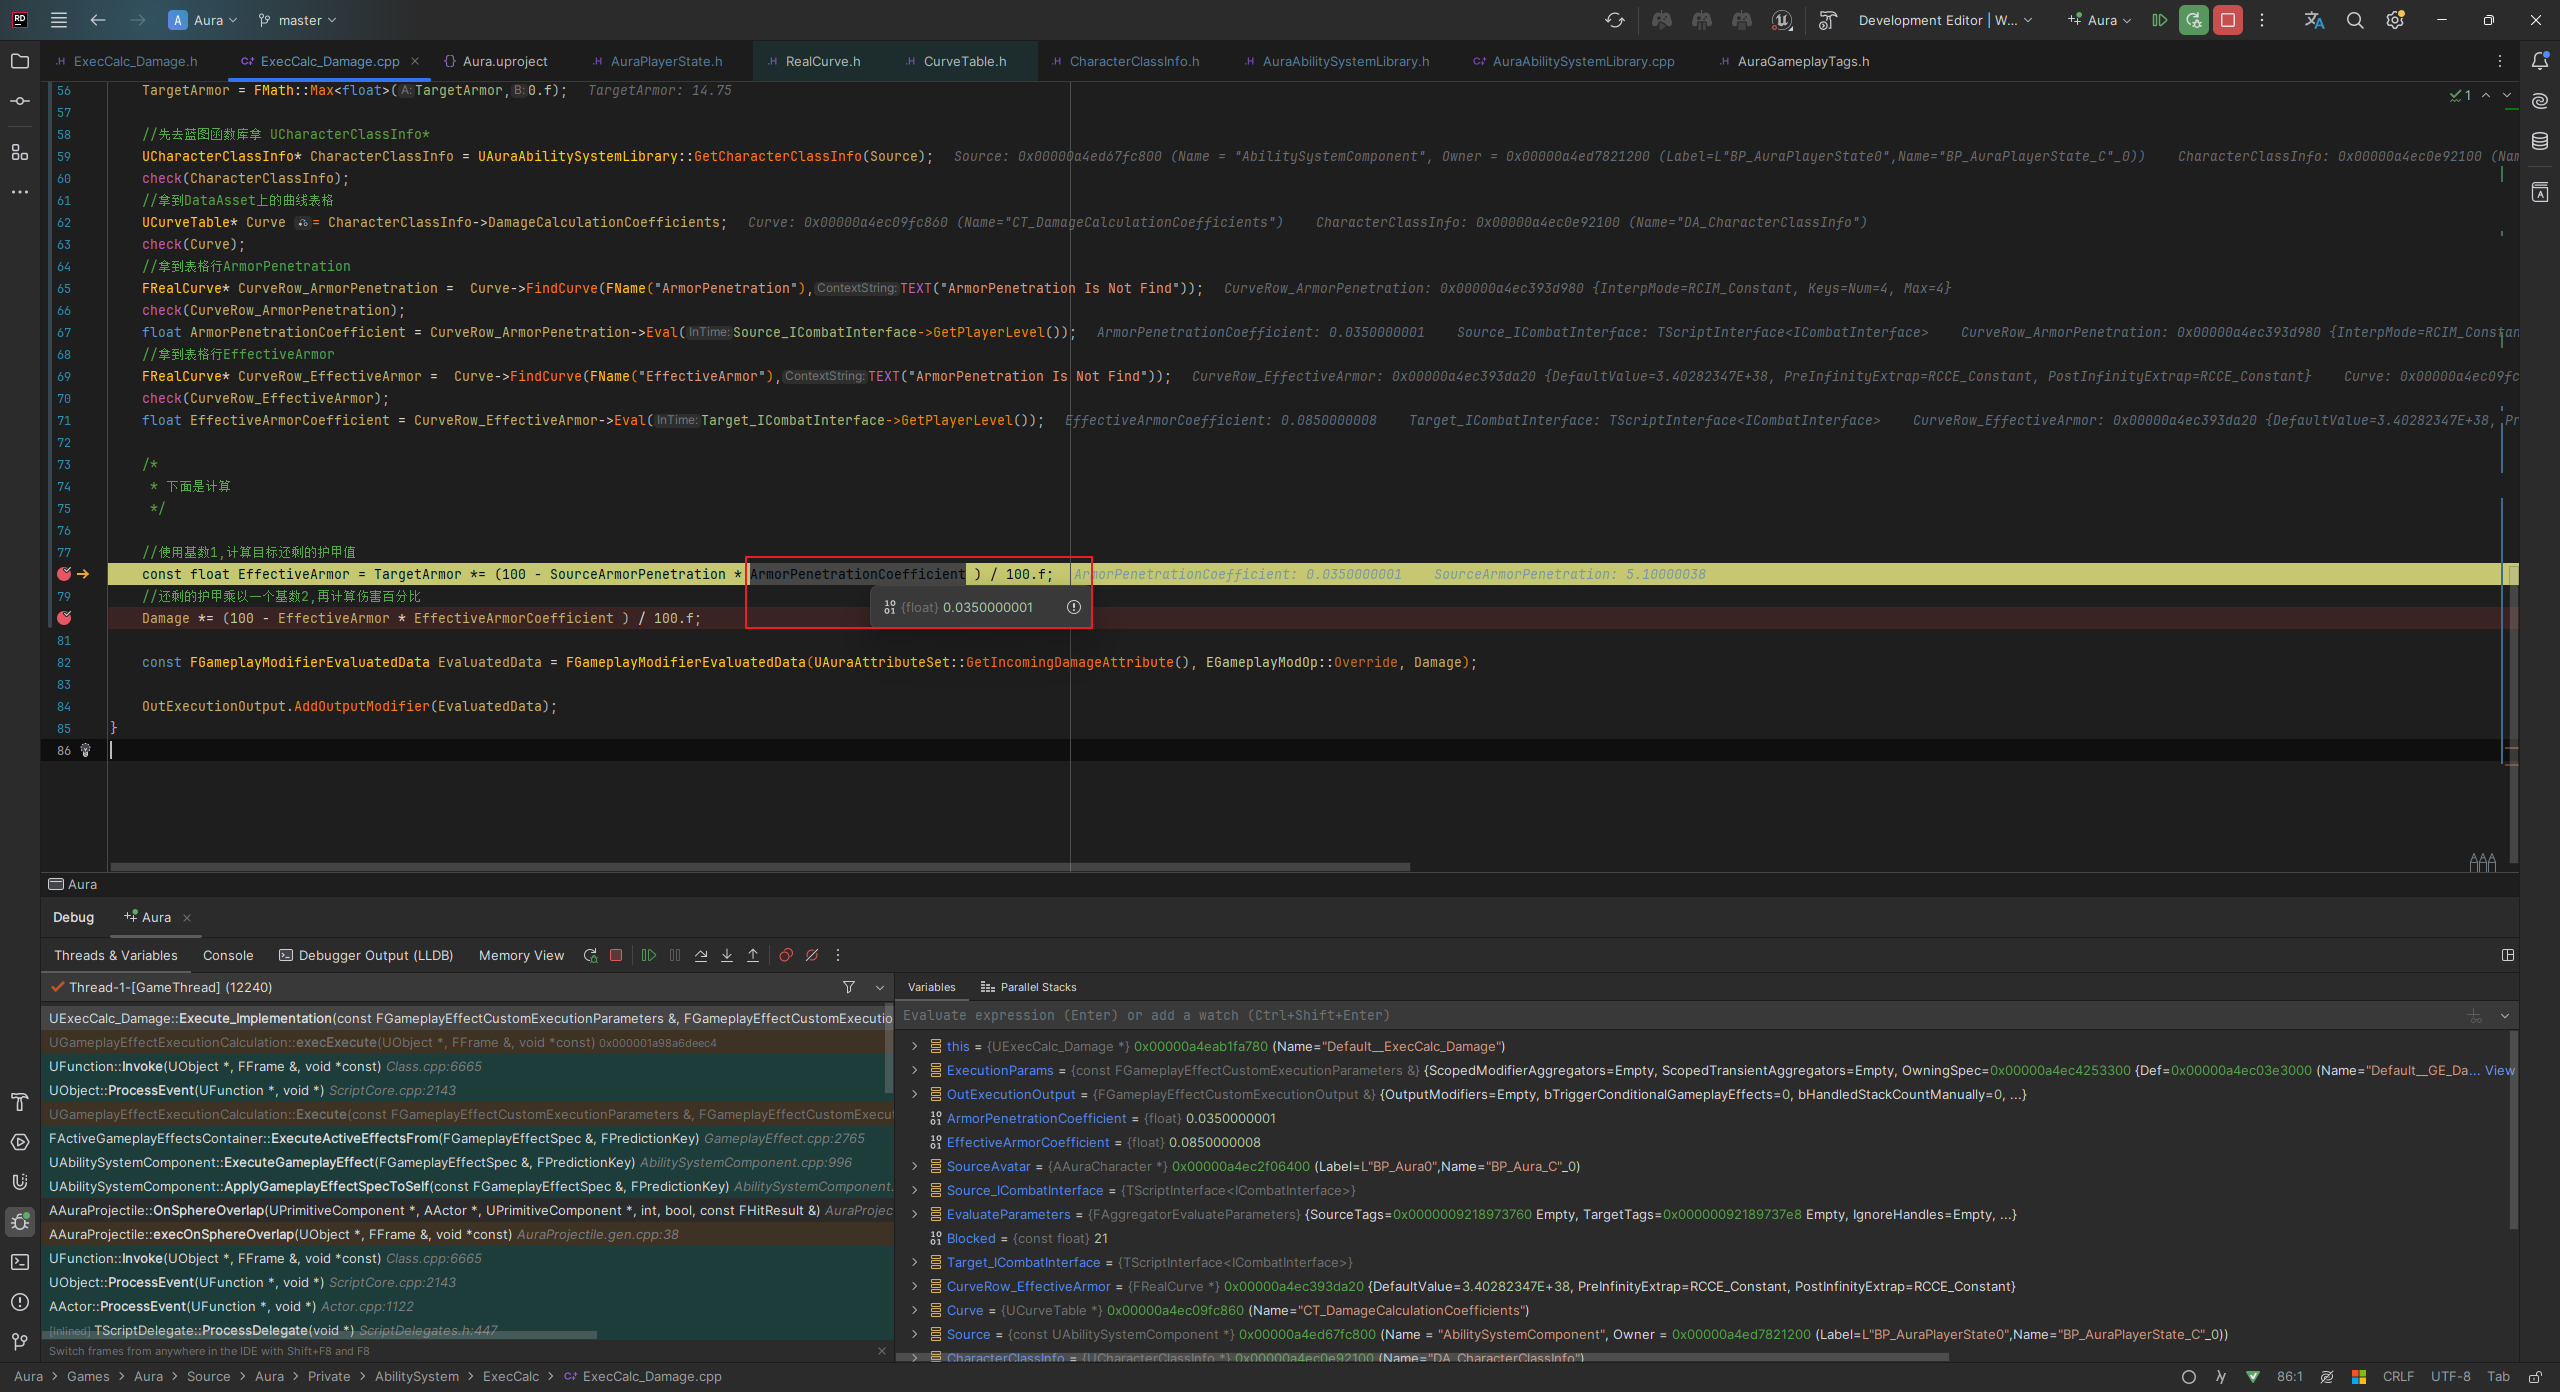 Aura
master
Development Editor | W...
Aura
ExecCalc_Damage.h
ExecCalc_Damage.cpp
Aura.uproject
AuraPlayerState.h
RealCurve.h
CurveTable.h
CharacterClassInfo.h
AuraAbilitySystemLibrary.h
AuraAbilitySystemLibrary.cpp
AuraGameplayTags.h
56 TargetArmor = FMath::Max<float>(A:TargetArmor,B:0.f); TargetArmor: 14.75
1
57
58 //先去蓝图函数库拿 UCharacterClassInfo*
59 UCharacterClassInfo* CharacterClassInfo = UAuraAbilitySystemLibrary::GetCharacterClassInfo(Source); Source: 0x00000a4ed67fc800 (Name = "AbilitySystemComponent", Owner = 0x00000a4ed7821200 (Label=L"BP_AuraPlayerState0",Name="BP_AuraPlayerState_C"_0)) CharacterClassInfo: 0x00000a4ec0e92100 (Nam
60 check(CharacterClassInfo);
61 //拿到DataAsset上的曲线表格
62 UCurveTable* Curve = CharacterClassInfo->DamageCalculationCoefficients; Curve: 0x00000a4ec09fc860 (Name="CT_DamageCalculationCoefficients") CharacterClassInfo: 0x00000a4ec0e92100 (Name="DA_CharacterClassInfo")
63 check(Curve);
64 //拿到表格行ArmorPenetration
65 FRealCurve* CurveRow_ArmorPenetration = Curve->FindCurve(FName("ArmorPenetration"),ContextString:TEXT("ArmorPenetration Is Not Find")); CurveRow_ArmorPenetration: 0x00000a4ec393d980 {InterpMode=RCIM_Constant, Keys=Num=4, Max=4}
66 check(CurveRow_ArmorPenetration);
67 float ArmorPenetrationCoefficient = CurveRow_ArmorPenetration->Eval(InTime:Source_ICombatInterface->GetPlayerLevel()); ArmorPenetrationCoefficient: 0.0350000001 Source_ICombatInterface: TScriptInterface<ICombatInterface> CurveRow_ArmorPenetration: 0x00000a4ec393d980 {InterpMode=RCIM_Constan
68 //拿到表格行EffectiveArmor
69 FRealCurve* CurveRow_EffectiveArmor = Curve->FindCurve(FName("EffectiveArmor"),ContextString:TEXT("ArmorPenetration Is Not Find")); CurveRow_EffectiveArmor: 0x00000a4ec393da20 {DefaultValue=3.40282347E+38, PreInfinityExtrap=RCCE_Constant, PostInfinityExtrap=RCCE_Constant} Curve: 0x00000a4ec09fc
70 check(CurveRow_EffectiveArmor);
71 float EffectiveArmorCoefficient = CurveRow_EffectiveArmor->Eval(InTime:Target_ICombatInterface->GetPlayerLevel()); EffectiveArmorCoefficient: 0.0850000008 Target_ICombatInterface: TScriptInterface<ICombatInterface> CurveRow_EffectiveArmor: 0x00000a4ec393da20 {DefaultValue=3.40282347E+38, Pr
72
73 /*
74 * 下面是计算
75 */
76
77 //使用基数1,计算目标还剩的护甲值
const float EffectiveArmor = TargetArmor *= (100 - SourceArmorPenetration * ArmorPenetrationCoefficient ) / 100.f; ArmorPenetrationCoefficient: 0.0350000001 SourceArmorPenetration: 5.10000038
79 //还剩的护甲乘以一个基数2,再计算伤害百分比
{float} 0.0350000001
Damage *= (100 - EffectiveArmor * EffectiveArmorCoefficient ) / 100.f;
81
82 const FGameplayModifierEvaluatedData EvaluatedData = FGameplayModifierEvaluatedData(UAuraAttributeSet::GetIncomingDamageAttribute(), EGameplayModOp::Override, Damage);
83
84 OutExecutionOutput.AddOutputModifier(EvaluatedData);
85 }
86
Aura
Debug
Aura
Threads & Variables
Console
Debugger Output (LLDB)
Memory View
Thread-1-[GameThread] (12240)
UExecCalc_Damage::Execute_Implementation(const FGameplayEffectCustomExecutionParameters &, FGameplayEffectCustomExecutio
UGameplayEffectExecutionCalculation::execExecute(UObject *, FFrame &, void *const) 0x000001a98a6deec4
UFunction::Invoke(UObject *, FFrame &, void *const) Class.cpp:6665
UObject::ProcessEvent(UFunction *, void *) ScriptCore.cpp:2143
UGameplayEffectExecutionCalculation::Execute(const FGameplayEffectCustomExecutionParameters &, FGameplayEffectCustomExecut
FActiveGameplayEffectsContainer::ExecuteActiveEffectsFrom(FGameplayEffectSpec &, FPredictionKey) GameplayEffect.cpp:2765
UAbilitySystemComponent::ExecuteGameplayEffect(FGameplayEffectSpec &, FPredictionKey) AbilitySystemComponent.cpp:996
UAbilitySystemComponent::ApplyGameplayEffectSpecToSelf(const FGameplayEffectSpec &, FPredictionKey) AbilitySystemComponent.
AAuraProjectile::OnSphereOverlap(UPrimitiveComponent *, AActor *, UPrimitiveComponent *, int, bool, const FHitResult &) AuraProjec
AAuraProjectile::execOnSphereOverlap(UObject *, FFrame &, void *const) AuraProjectile.gen.cpp:38
UFunction::Invoke(UObject *, FFrame &, void *const) Class.cpp:6665
UObject::ProcessEvent(UFunction *, void *) ScriptCore.cpp:2143
AActor::ProcessEvent(UFunction *, void *) Actor.cpp:1122
[Inlined] TScriptDelegate::ProcessDelegate(void *) ScriptDelegates.h:447
Switch frames from anywhere in the IDE with Shift+F8 and F8
Variables
Parallel Stacks
Evaluate expression (Enter) or add a watch (Ctrl+Shift+Enter)
this = {UExecCalc_Damage *} 0x00000a4eab1fa780 (Name="Default__ExecCalc_Damage")
ExecutionParams = {const FGameplayEffectCustomExecutionParameters &} {ScopedModifierAggregators=Empty, ScopedTransientAggregators=Empty, OwningSpec=0x00000a4ec4253300 {Def=0x00000a4ec03e3000 (Name="Default__GE_Da... View
OutExecutionOutput = {FGameplayEffectCustomExecutionOutput &} {OutputModifiers=Empty, bTriggerConditionalGameplayEffects=0, bHandledStackCountManually=0, ...}
ArmorPenetrationCoefficient = {float} 0.0350000001
EffectiveArmorCoefficient = {float} 0.0850000008
SourceAvatar = {AAuraCharacter *} 0x00000a4ec2f06400 (Label=L"BP_Aura0",Name="BP_Aura_C"_0)
Source_ICombatInterface = {TScriptInterface<ICombatInterface>}
EvaluateParameters = {FAggregatorEvaluateParameters} {SourceTags=0x0000009218973760 Empty, TargetTags=0x00000092189737e8 Empty, IgnoreHandles=Empty, ...}
Blocked = {const float} 21
Target_ICombatInterface = {TScriptInterface<ICombatInterface>}
CurveRow_EffectiveArmor = {FRealCurve *} 0x00000a4ec393da20 {DefaultValue=3.40282347E+38, PreInfinityExtrap=RCCE_Constant, PostInfinityExtrap=RCCE_Constant}
Curve = {UCurveTable *} 0x00000a4ec09fc860 (Name="CT_DamageCalculationCoefficients")
Source = {const UAbilitySystemComponent *} 0x00000a4ed67fc800 (Name = "AbilitySystemComponent", Owner = 0x00000a4ed7821200 (Label=L"BP_AuraPlayerState0",Name="BP_AuraPlayerState_C"_0))
CharacterClassInfo = {UCharacterClassInfo *} 0x00000a4ec0e92100 (Name="DA_CharacterClassInfo")
Aura > Games > Aura > Source > Aura > Private > AbilitySystem > ExecCalc > ExecCalc_Damage.cpp
86:1
CRLF
UTF-8
Tab